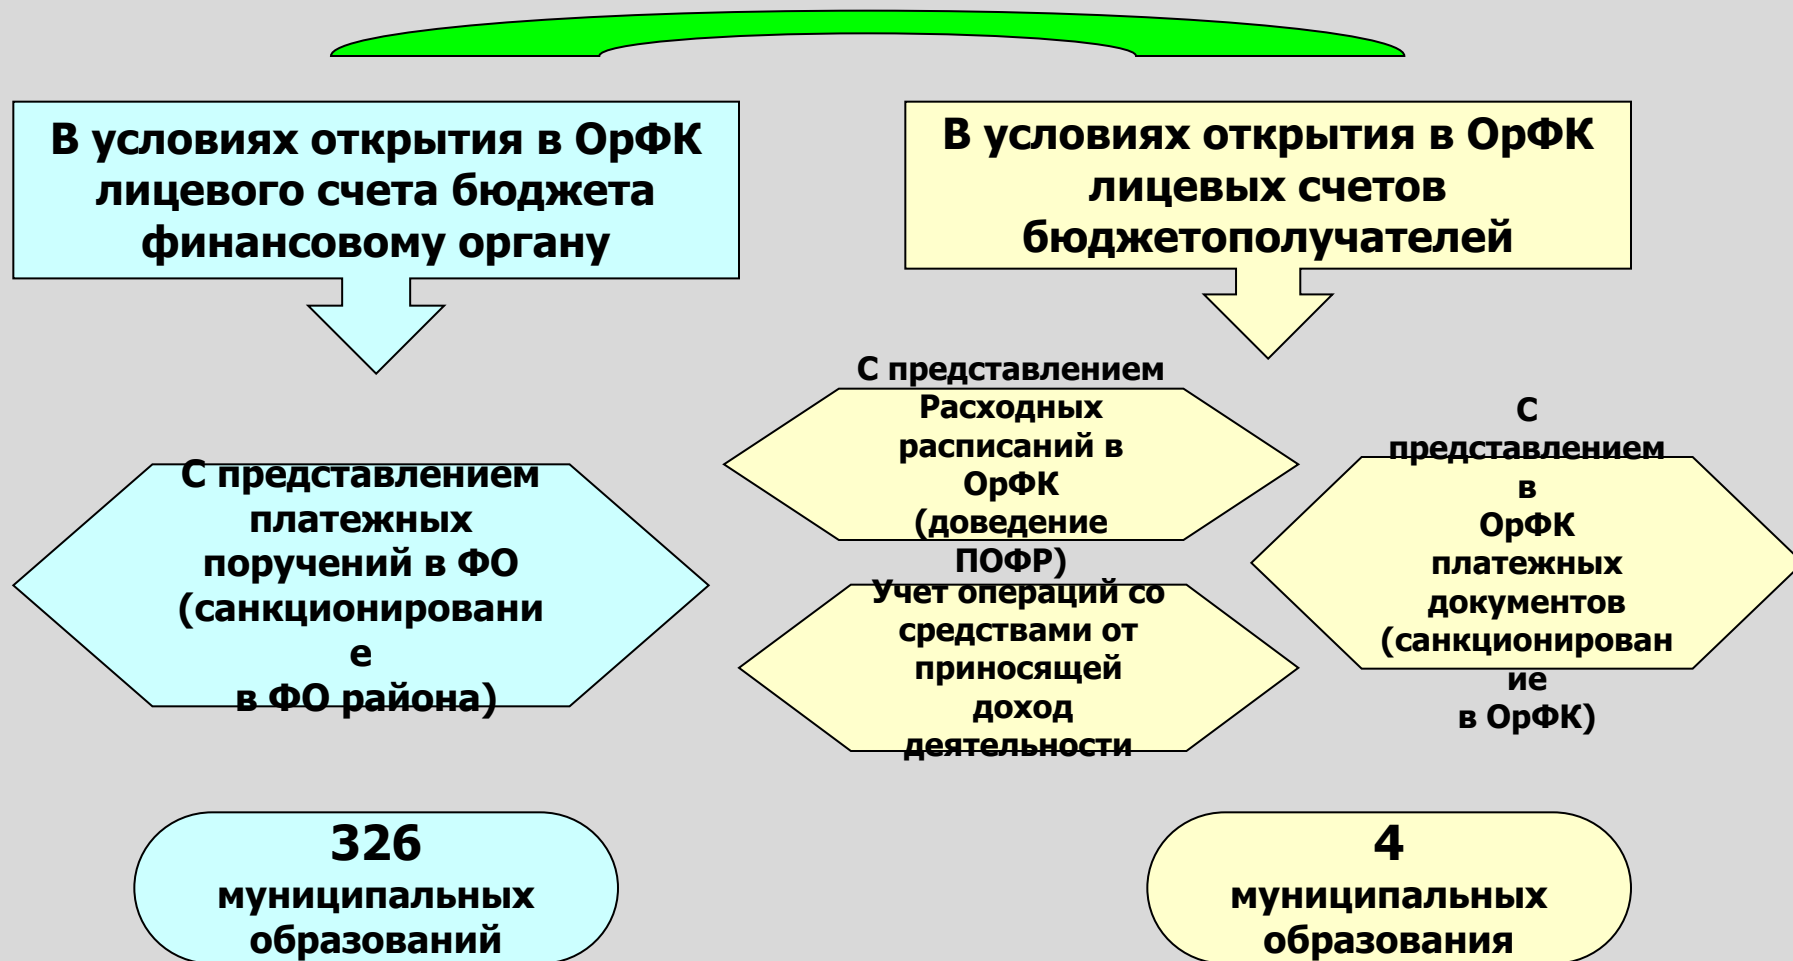 В условиях открытия в ОрФК
лицевого счета бюджета
финансовому органу
В условиях открытия в ОрФК
лицевых счетов
бюджетополучателей
С представлением
платежных
поручений в ФО
(санкционировани
е
в ФО района)
С представлением
Расходных
расписаний в
ОрФК
(доведение
ПОФР)
Учет операций со
средствами от
приносящей
доход
деятельности
С
представлением
в
ОрФК
платежных
документов
(санкционирован
ие
в ОрФК)
326
муниципальных
образований
4
муниципальных
образования